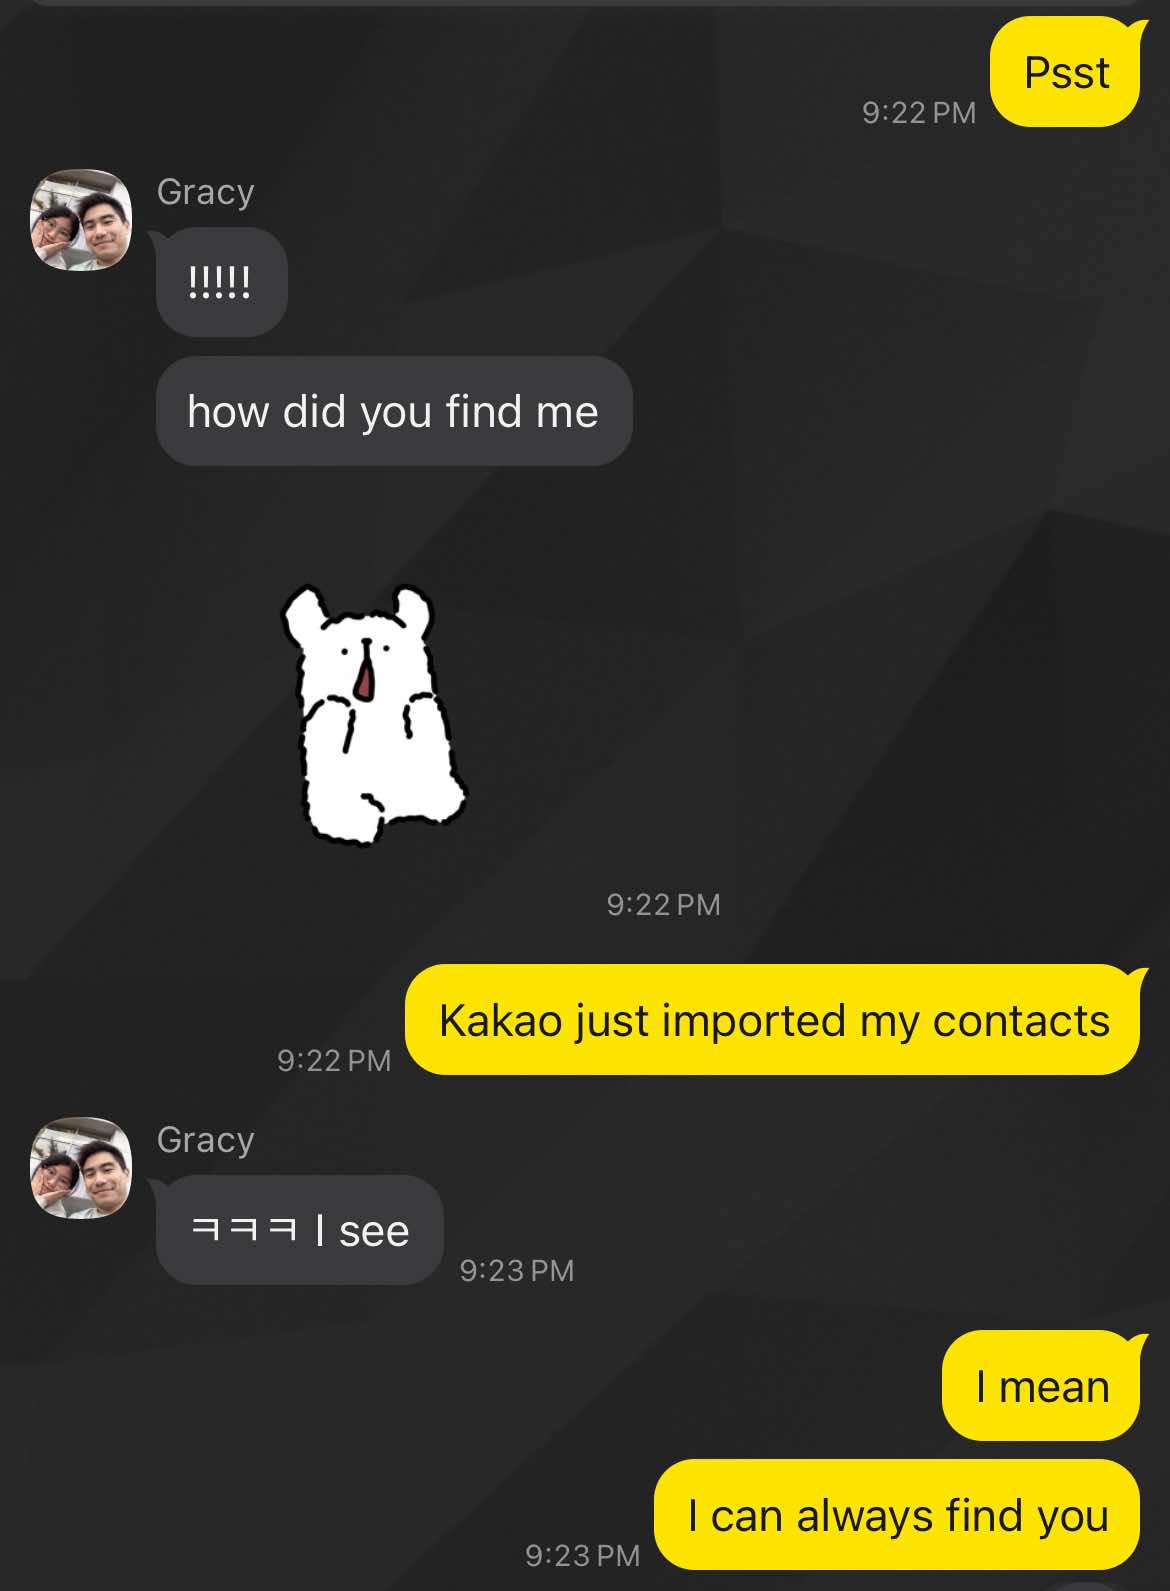 Psst
9:22 PM
Gracy
!!!!!
how did you find me
9:22 PM
Kakao just imported my contacts
9:22 PM
Gracy
ㅋㅋㅋ I see
9:23 PM
I mean
I can always find you
9:23 PM